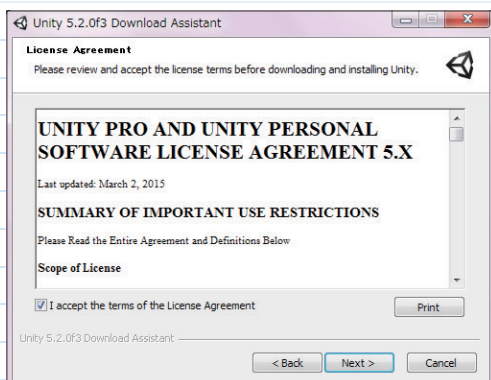 Unity 5.2.0f3 Download Assistant
License Agreement
Please review and accept the license terms before downloading and installing Unity.
UNITY PRO AND UNITY PERSONAL
SOFTWARE LICENSE AGREEMENT 5.X
Last updated: March 2, 2015
SUMMARY OF IMPORTANT USE RESTRICTIONS
Please Read the Entire Agreement and Definitions Below
Scope of License
I accept the terms of the License Agreement
Print
Unity 5.2.0f3 Download Assistant
< Back Next > Cancel